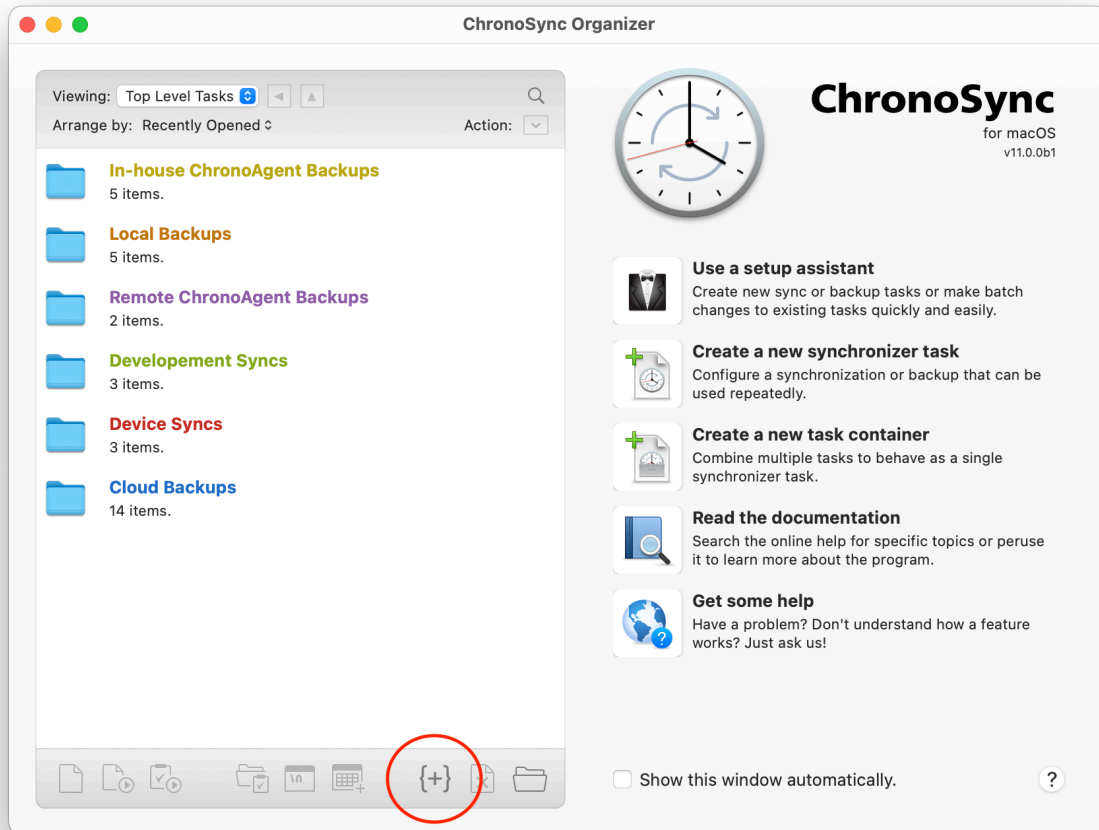 ChronoSync Organizer
Viewing: Top Level Tasks
Arrange by: Recently Opened
Action:
In-house ChronoAgent Backups
5 items.
Local Backups
5 items.
Remote ChronoAgent Backups
2 items.
Developement Syncs
3 items.
Device Syncs
3 items.
Cloud Backups
14 items.
{+}
ChronoSync
for macOS
v11.0.0b1
Use a setup assistant
Create new sync or backup tasks or make batch
changes to existing tasks quickly and easily.
Create a new synchronizer task
Configure a synchronization or backup that can be
used repeatedly.
Create a new task container
Combine multiple tasks to behave as a single
synchronizer task.
Read the documentation
Search the online help for specific topics or peruse
it to learn more about the program.
Get some help
Have a problem? Don't understand how a feature
works? Just ask us!
?
Show this window automatically.
?